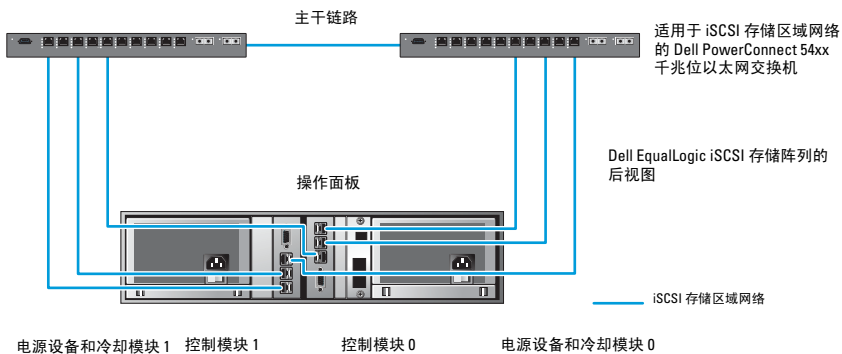 主干链路
适用于 iSCSI 存储区域网络
的 Dell PowerConnect 54xx
千兆位以太网交换机
Dell EqualLogic iSCSI 存储阵列的
后视图
操作面板
iSCSI 存储区域网络
电源设备和冷却模块 1
控制模块 1
控制模块 0
电源设备和冷却模块 0